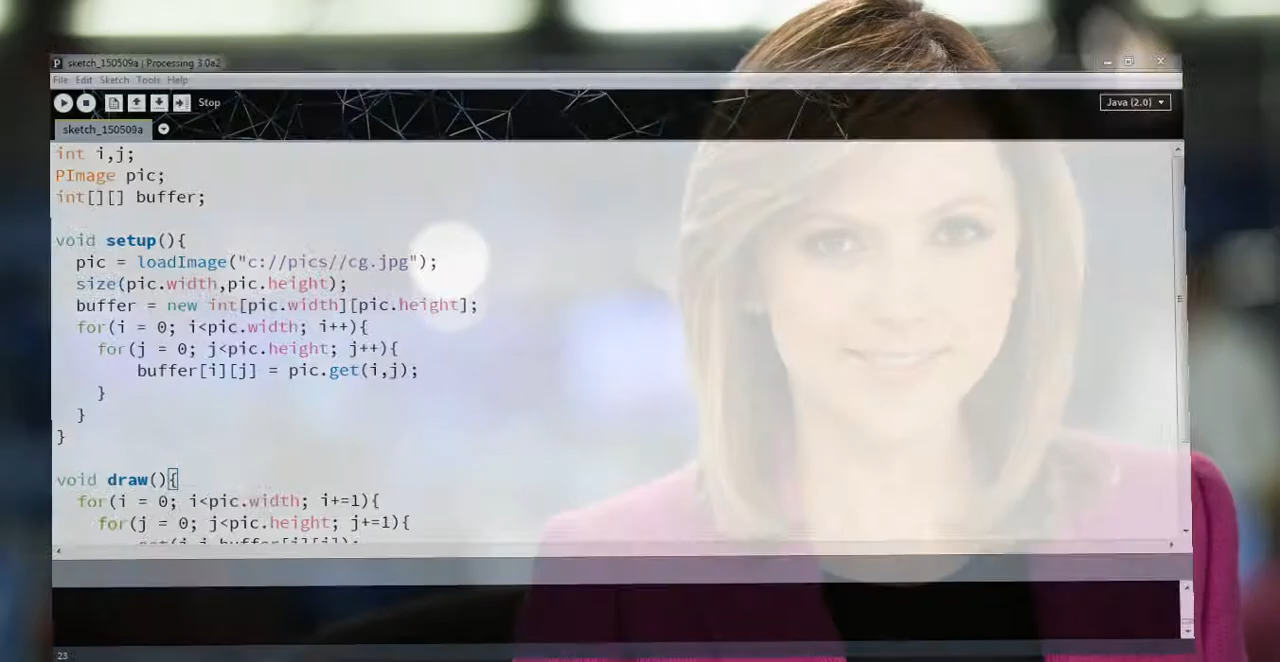 sketch_150509a | Processing 3.0a2
File Edit Sketch Tools Help
Stop
Java (2.0)
sketch_150509a
int i,j;
PImage pic;
int[][] buffer;
void setup(){
pic = loadImage("c://pics//cg.jpg");
size(pic.width,pic.height);
buffer = new int[pic.width][pic.height];
for(i = 0; i<pic.width; i++){
for(j = 0; j<pic.height; j++){
buffer[i][j] = pic.get(i,j);
}
}
}
void draw(){
for(i = 0; i<pic.width; i+=1){
for(j = 0; j<pic.height; j+=1){
23